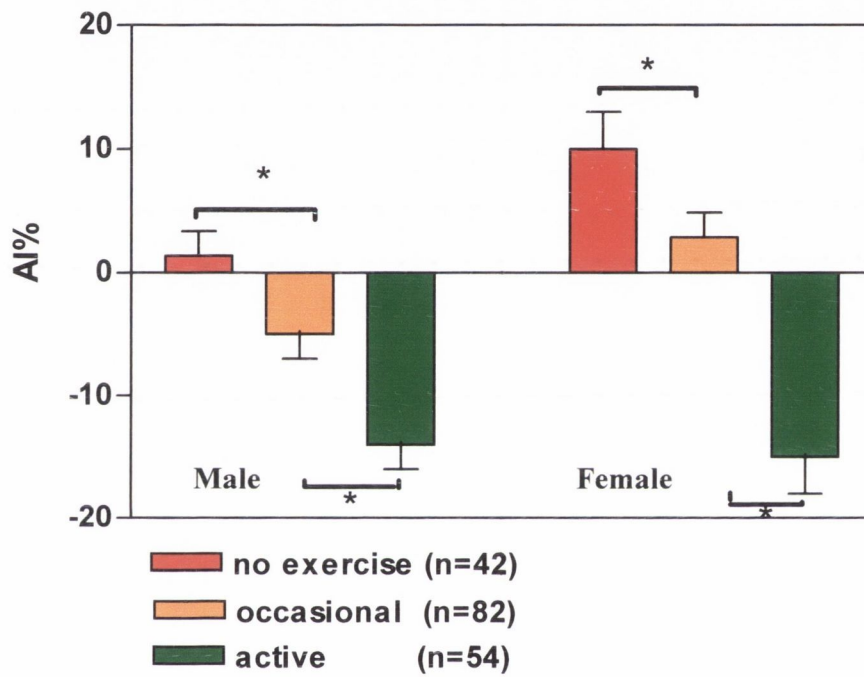 20
*
*
10
AI%
0
-10
Male
Female
*
*
-20
no exercise (n=42)
occasional (n=82)
active (n=54)